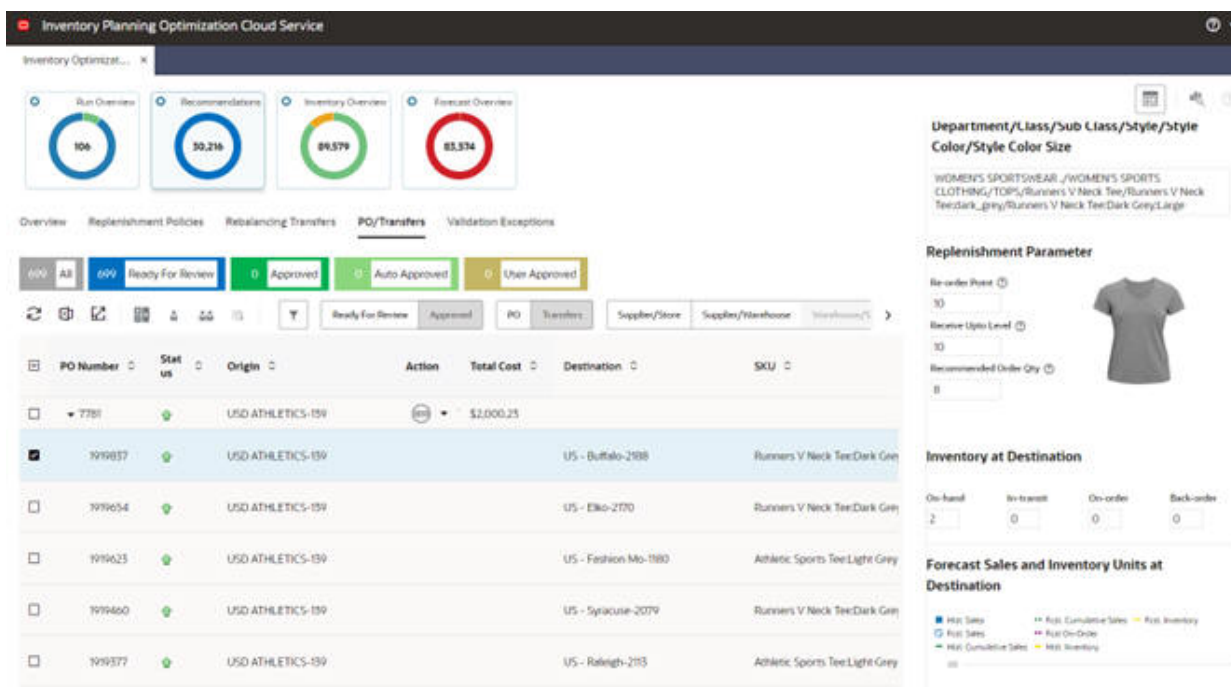 Inventory Planning Optimization Cloud Service
Inventory Optimizat... ×
Run Overview
106
Recommendations
30,216
Inventory Overview
89,579
Forecast Overview
83,574
Overview Replenishment Policies Rebalancing Transfers PO/Transfers Validation Exceptions
All
699 Ready For Review
0 Approved
0 Auto Approved
0 User Approved
Ready For Review Approved PO Transfers Supplier/Store Supplier/Warehouse
PO Number Status Origin Action Total Cost Destination SKU
7781 USD ATHLETICS-139 $2,000.23
1919837 USD ATHLETICS-139 US - Buffalo-2188 Runners V Neck Tee:Dark Grey
1919654 USD ATHLETICS-139 US - Elko-2170 Runners V Neck Tee:Dark Grey
1919623 USD ATHLETICS-139 US - Fashion Mo-1180 Athletic Sports Tee:Light Grey
1919460 USD ATHLETICS-139 US - Syracuse-2079 Runners V Neck Tee:Dark Grey
1919377 USD ATHLETICS-139 US - Raleigh-2113 Athletic Sports Tee:Light Grey
Department/Class/Sub Class/Style/Style
Color/Style Color Size
WOMEN'S SPORTSWEAR ./WOMEN'S SPORTS
CLOTHING/TOPS/Runners V Neck Tee/Runners V Neck
Tee:dark_grey/Runners V Neck Tee:Dark Grey:Large
Replenishment Parameter
Re-order Point
10
Receive Upto Level
10
Recommended Order Qty
8
Inventory at Destination
On-hand In-transit On-order Back-order
2 0 0 0
Forecast Sales and Inventory Units at
Destination
Hist. Sales Fcst. Cumulative Sales Fcst. Inventory
Fcst. Sales Fcst On-Order
Hist. Cumulative Sales Hist. Inventory